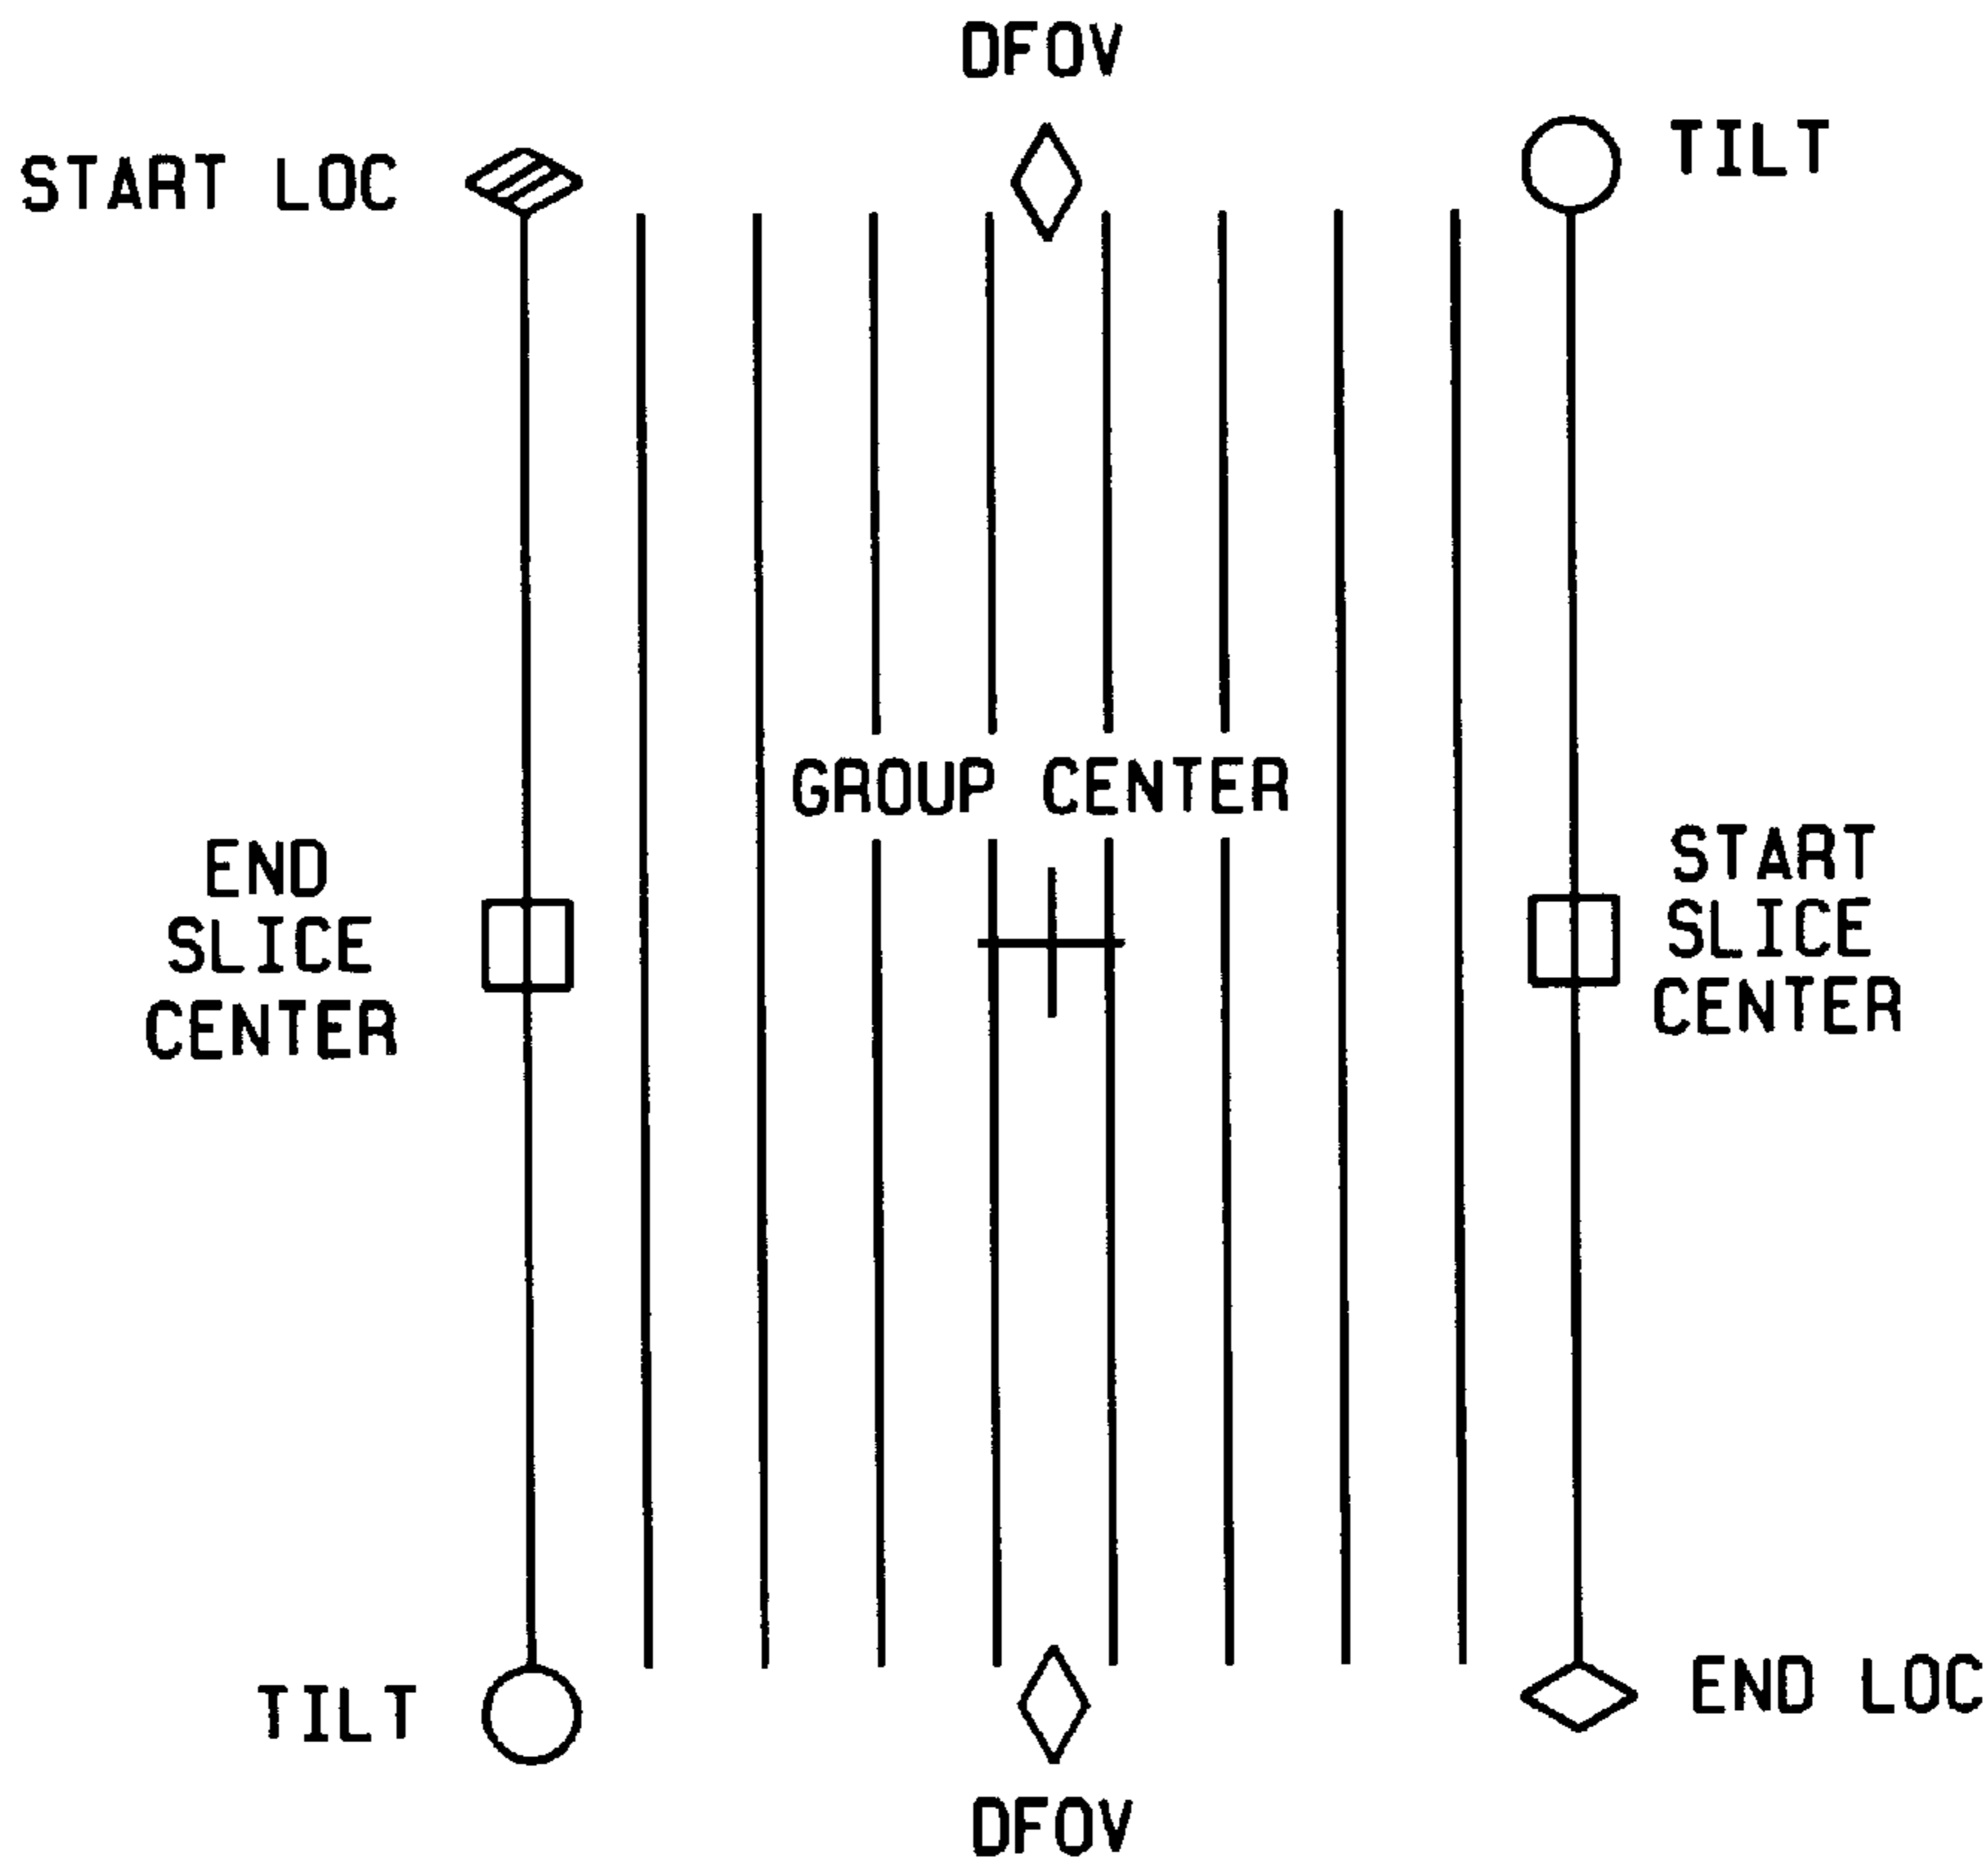 DFOV
START LOC
TILT
GROUP CENTER
END
SLICE
CENTER
START
SLICE
CENTER
TILT
END LOC
DFOV